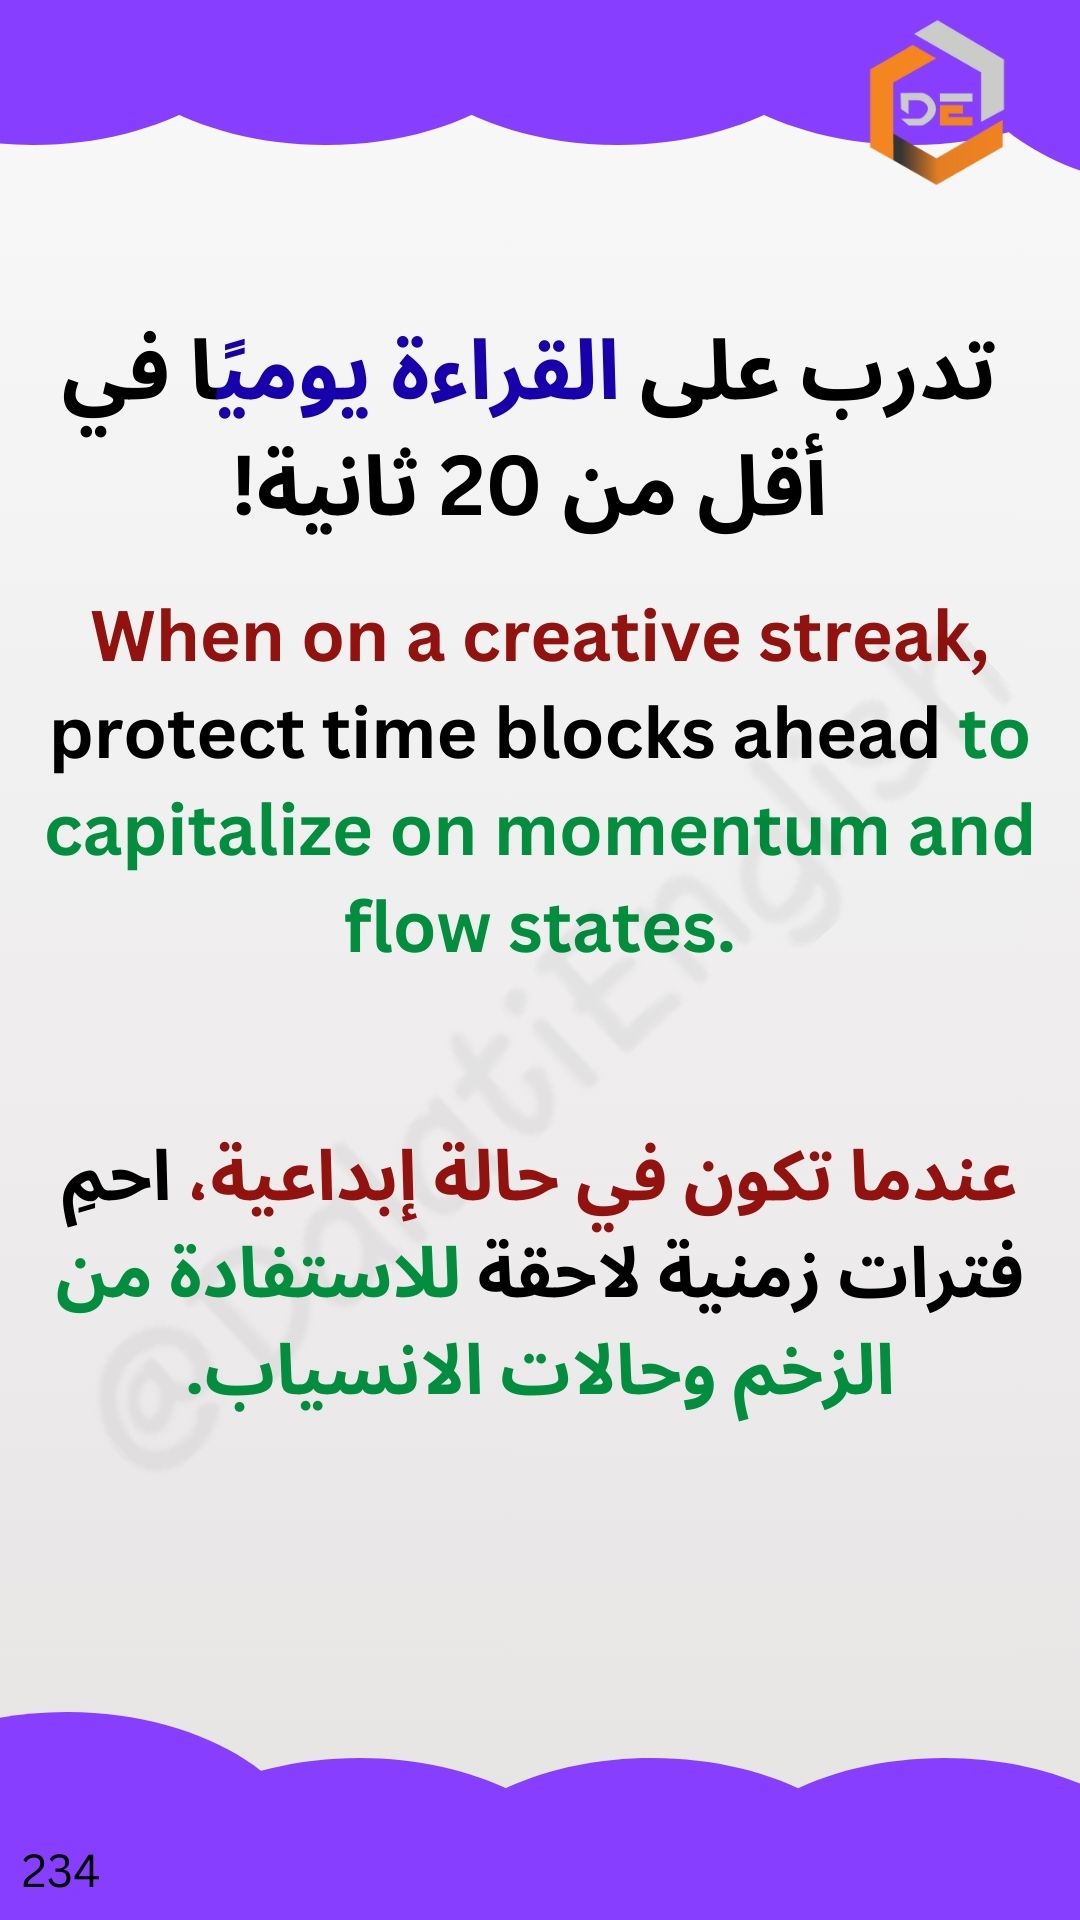 DE
تدرب على القراءة يوميًا في
أقل من 20 ثانية!
When on a creative streak,
protect time blocks ahead to
capitalize on momentum and
flow states.
عندما تكون في حالة إبداعية، احمِ
فترات زمنية لاحقة للاستفادة من
الزخم وحالات الانسياب.
@DalatiEnglish
234